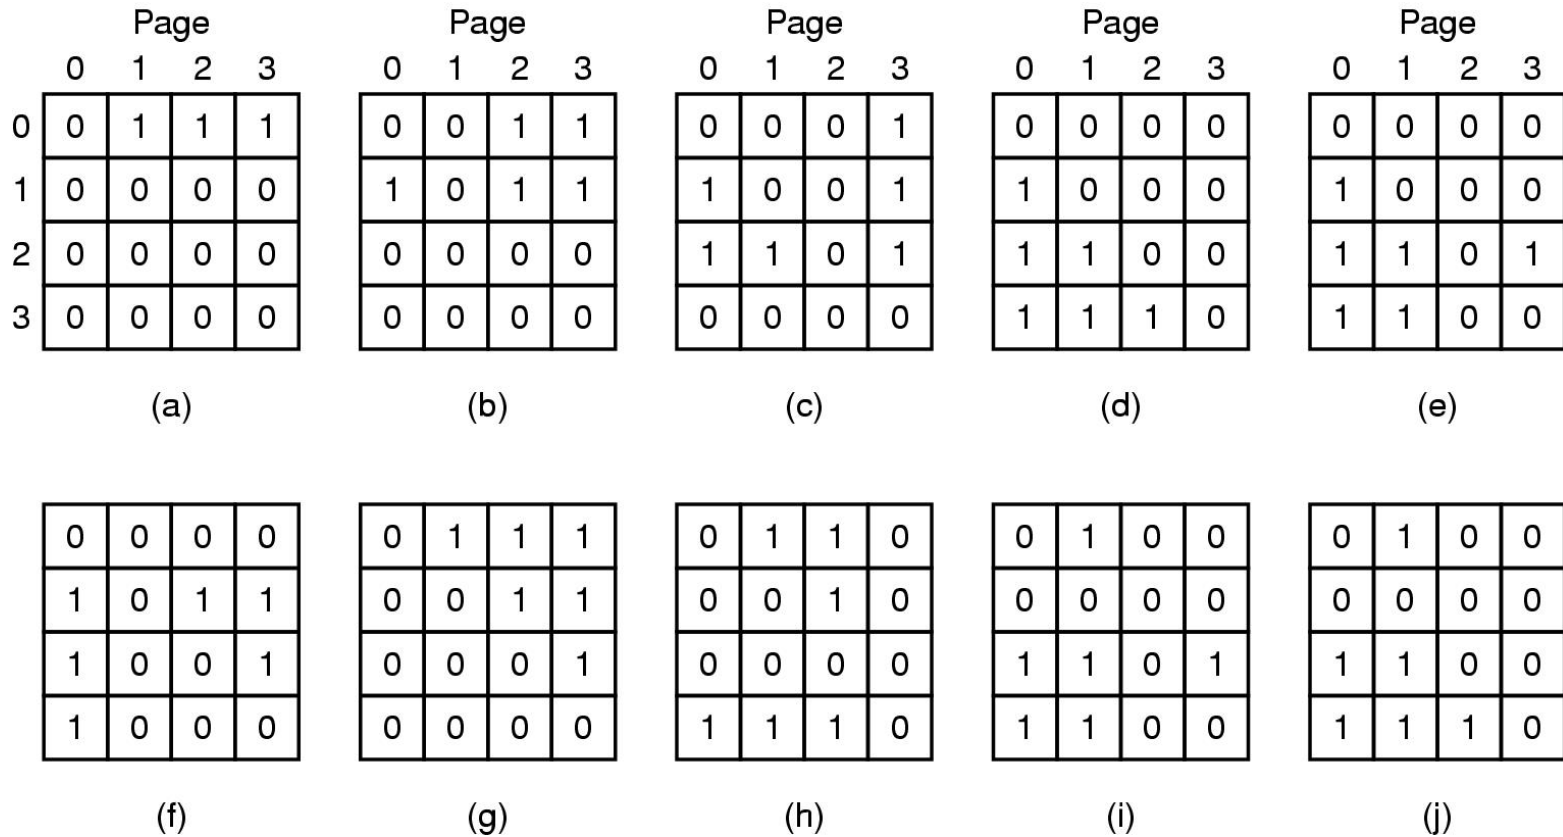 Page Page Page Page Page
0 1 2 3 0 1 2 3 0 1 2 3 0 1 2 3 0 1 2 3
0 0 1 1 1 0 0 1 1 0 0 0 1 0 0 0 0 0 0 0 0
1 0 0 0 0 1 0 1 1 1 0 0 1 1 0 0 0 1 0 0 0
2 0 0 0 0 0 0 0 0 1 1 0 1 1 1 0 0 1 1 0 1
3 0 0 0 0 0 0 0 0 0 0 0 0 1 1 1 0 1 1 0 0
(a) (b) (c) (d) (e)
0 0 0 0 0 1 1 1 0 1 1 0 0 1 0 0 0 1 0 0
1 0 1 1 0 0 1 1 0 0 1 0 0 0 0 0 0 0 0 0
1 0 0 1 0 0 0 1 0 0 0 0 1 1 0 1 1 1 0 0
1 0 0 0 0 0 0 0 1 1 1 0 1 1 0 0 1 1 1 0
(f) (g) (h) (i) (j)